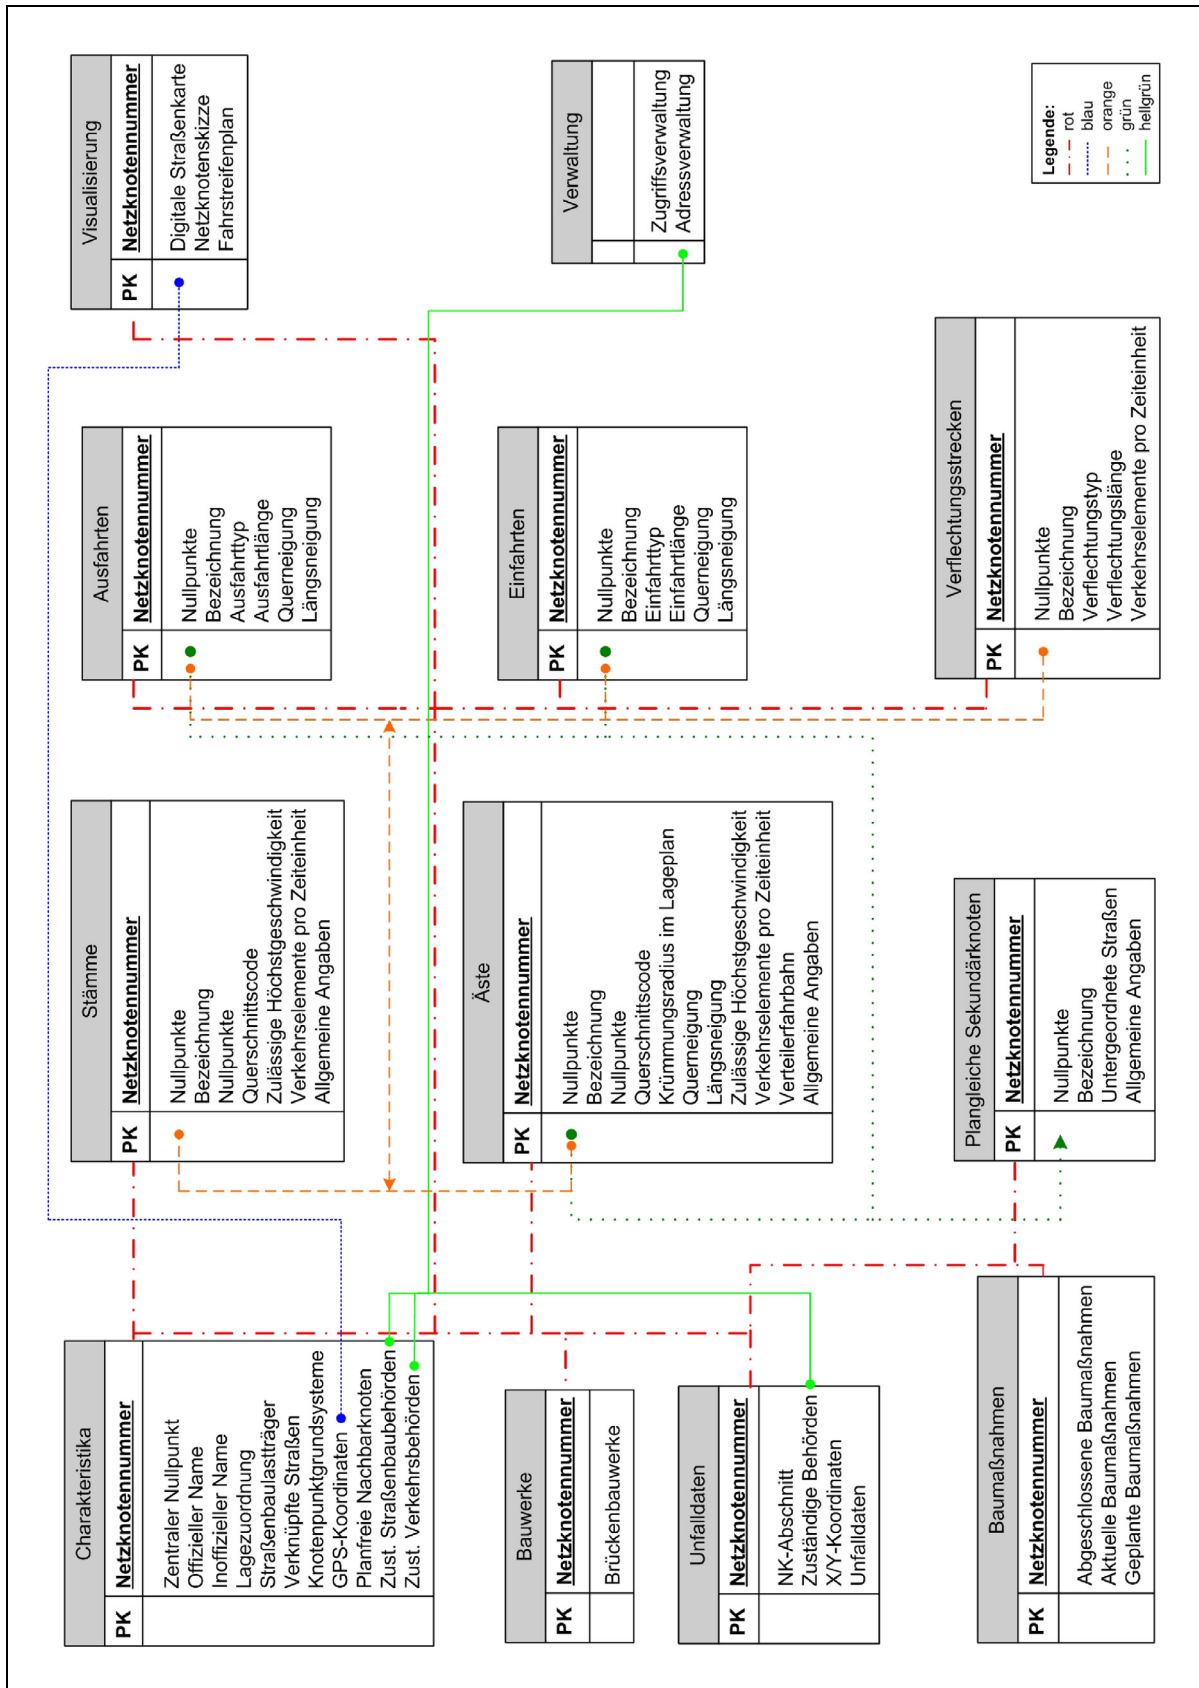 Charakteristika
PK Netzknotennummer
Zentraler Nullpunkt
Offizieller Name
Inoffizieller Name
Lagezuordnung
Straßenbaulastträger
Verknüpfte Straßen
Knotenpunktgrundsysteme
GPS-Koordinaten
Planfreie Nachbarknoten
Zust. Straßenbaubehörden
Zust. Verkehrsbehörden
Stämme
PK Netzknotennummer
Nullpunkte
Bezeichnung
Nullpunkte
Querschnittscode
Zulässige Höchstgeschwindigkeit
Verkehrselemente pro Zeiteinheit
Allgemeine Angaben
Ausfahrten
PK Netzknotennummer
Nullpunkte
Bezeichnung
Ausfahrttyp
Ausfahrtlänge
Querneigung
Längsneigung
Visualisierung
PK Netzknotennummer
Digitale Straßenkarte
Netzknotenskizze
Fahrstreifenplan
Bauwerke
PK Netzknotennummer
Brückenbauwerke
Äste
PK Netzknotennummer
Nullpunkte
Bezeichnung
Nullpunkte
Querschnittcode
Krümmungsradius im Lageplan
Querneigung
Längsneigung
Zulässige Höchstgeschwindigkeit
Verkehrselemente pro Zeiteinheit
Verteilerfahrbahn
Allgemeine Angaben
Einfahrten
PK Netzknotennummer
Nullpunkte
Bezeichnung
Einfahrttyp
Einfahrtlänge
Querneigung
Längsneigung
Verwaltung
Zugriffsverwaltung
Adressverwaltung
Unfalldaten
PK Netzknotennummer
NK-Abschnitt
Zuständige Behörden
X/Y-Koordinaten
Unfalldaten
Baumaßnahmen
PK Netzknotennummer
Abgeschlossene Baumaßnahmen
Aktuelle Baumaßnahmen
Geplante Baumaßnahmen
Plangleiche Sekundärknoten
PK Netzknotennummer
Nullpunkte
Bezeichnung
Untergeordnete Straßen
Allgemeine Angaben
Verflechtungsstrecken
PK Netzknotennummer
Nullpunkte
Bezeichnung
Verflechtungstyp
Verflechtungslänge
Verkehrselemente pro Zeiteinheit
Legende:
rot
blau
orange
grün
hellgrün